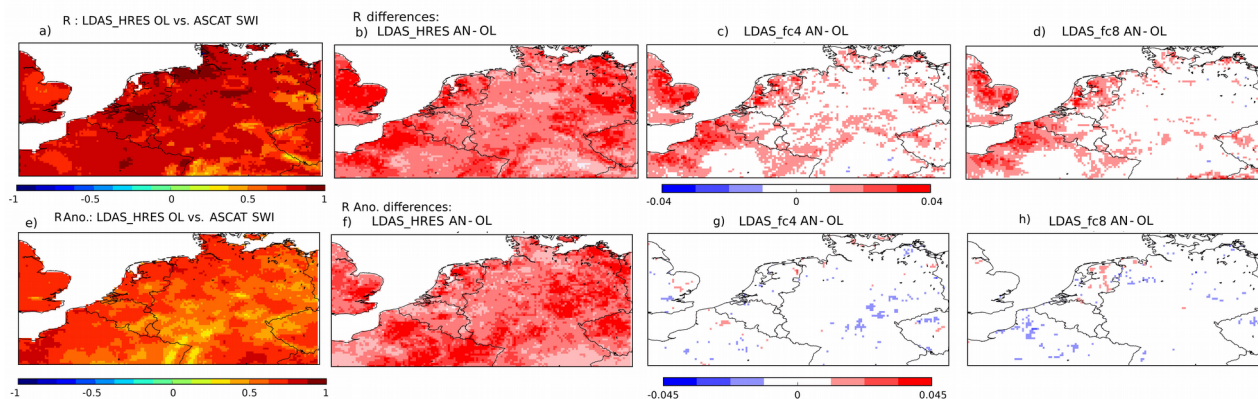 R : LDAS_HRES OL vs. ASCAT SWI
a)
R differences:
b) LDAS_HRES AN-OL
c) LDAS_fc4 AN-OL
d) LDAS_fc8 AN-OL
-1 -0.5 0 0.5 1
-0.04 0 0.04
R Ano.: LDAS_HRES OL vs. ASCAT SWI
e)
R Ano. differences:
f) LDAS_HRES AN-OL
g) LDAS_fc4 AN-OL
h) LDAS_fc8 AN-OL
-1 -0.5 0 0.5 1
-0.045 0 0.045